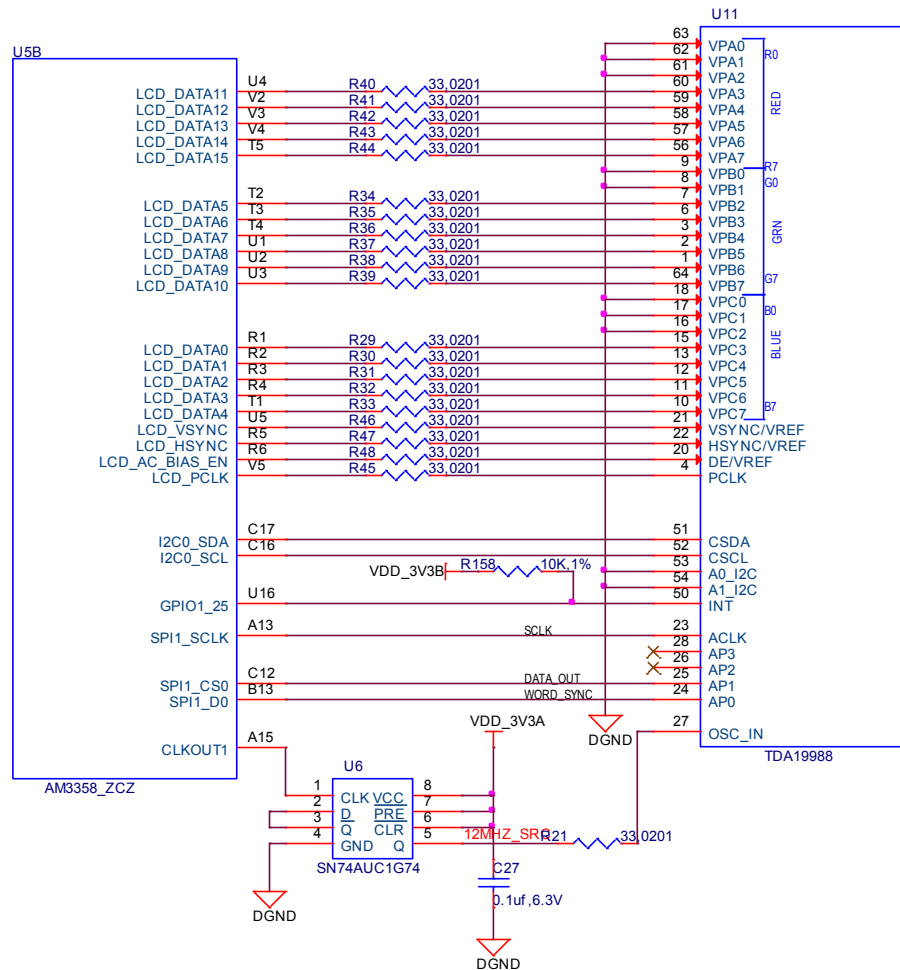 U11
U5B
63 VPA0
62 VPA1
61 VPA2
LCD_DATA11 U4 R40 33,0201 60 VPA3
LCD_DATA12 V2 R41 33,0201 59 VPA4
LCD_DATA13 V3 R42 33,0201 58 VPA5
LCD_DATA14 V4 R43 33,0201 57 VPA6
LCD_DATA15 T5 R44 33,0201 56 VPA7
R0
RED
R7
9 VPB0
8 VPB1
LCD_DATA5 T2 R34 33,0201 7 VPB2
LCD_DATA6 T3 R35 33,0201 6 VPB3
LCD_DATA7 T4 R36 33,0201 3 VPB4
LCD_DATA8 U1 R37 33,0201 2 VPB5
LCD_DATA9 U2 R38 33,0201 1 VPB6
LCD_DATA10 U3 R39 33,0201 64 VPB7
G0
GRN
G7
18 VPC0
17 VPC1
16 VPC2
LCD_DATA0 R1 R29 33,0201 15 VPC3
LCD_DATA1 R2 R30 33,0201 13 VPC4
LCD_DATA2 R3 R31 33,0201 12 VPC5
LCD_DATA3 R4 R32 33,0201 11 VPC6
LCD_DATA4 T1 R33 33,0201 10 VPC7
B0
BLUE
B7
LCD_VSYNC U5 R46 33,0201 21 VSYNC/VREF
LCD_HSYNC R5 R47 33,0201 22 HSYNC/VREF
LCD_AC_BIAS_EN R6 R48 33,0201 20 DE/VREF
LCD_PCLK V5 R45 33,0201 4 PCLK
I2C0_SDA C17 51 CSDA
I2C0_SCL C16 52 CSCL
VDD_3V3B R158 10K,1% 53 A0_I2C
54 A1_I2C
GPIO1_25 U16 50 INT
SPI1_SCLK A13 SCLK 23 ACLK
28 AP3
26 AP2
SPI1_CS0 C12 DATA_OUT 25 AP1
SPI1_D0 B13 WORD_SYNC 24 AP0
VDD_3V3A
DGND
27 OSC_IN
CLKOUT1 A15
TDA19988
AM3358_ZCZ
U6
1 CLK VCC 8
2 D PRE 7
3 Q CLR 6
4 GND Q 5
12MHZ_SRC R21 33,0201
SN74AUC1G74
C27
0.1uf,6.3V
DGND
DGND